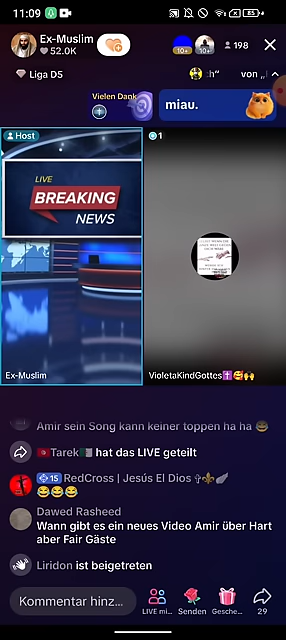 11:09
85
Ex-Muslim
52.0K
10+
10+
198
Liga D5
:h"
von „
Vielen Dank
miau.
Host
1
LIVE
BREAKING
NEWS
Ex-Muslim
VioletaKindGottes✝️🥰🙌
Amir sein Song kann keiner toppen ha ha 😂
Tarek hat das LIVE geteilt
15 RedCross | Jesús El Dios ✞⚜️🪽
😂😂😂
Dawed Rasheed
Wann gibt es ein neues Video Amir über Hart
aber Fair Gäste
Liridon ist beigetreten
Kommentar hinz...
LIVE mi...
Senden
Gesche...
29